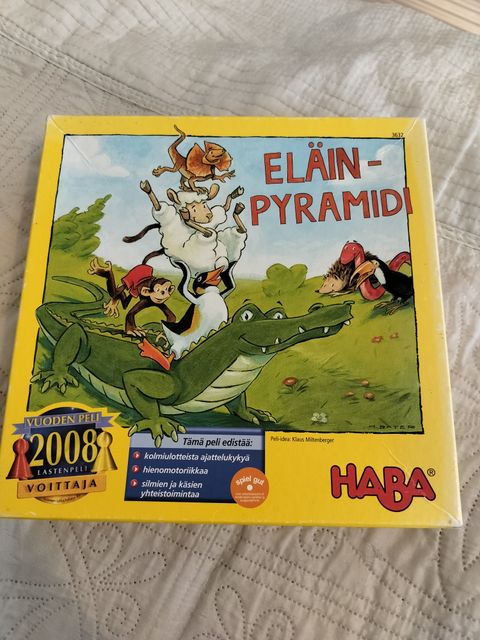 3637
ELÄIN-
PYRAMIDI
M. BATER
VUODEN PELI
2008
LASTENPELI
VOITTAJA
Tämä peli edistää:
kolmiulotteista ajattelukykyä
hienomotoriikkaa
silmien ja käsien
yhteistoimintaa
Peli-idea: Klaus Miltenberger
spiel gut
HABA®